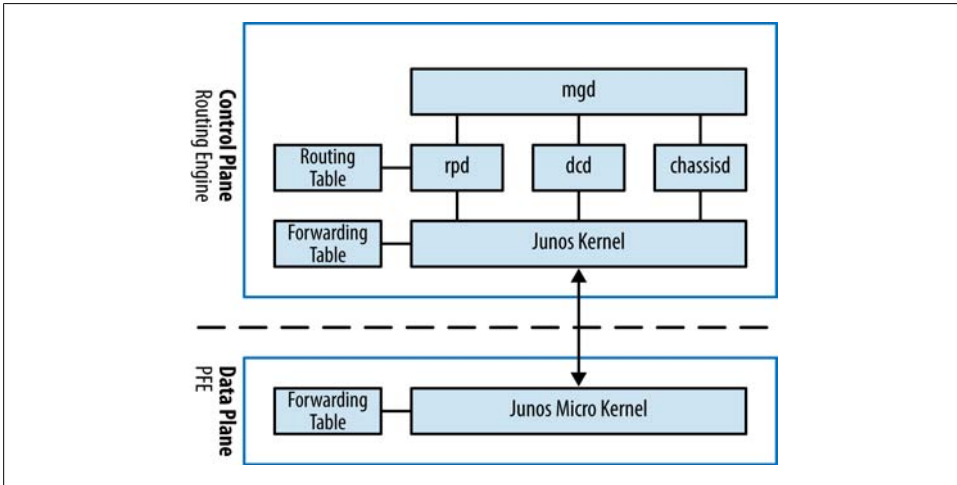 Control Plane
Routing Engine
mgd
Routing
Table
rpd
dcd
chassisd
Forwarding
Table
Junos Kernel
Data Plane
PFE
Forwarding
Table
Junos Micro Kernel